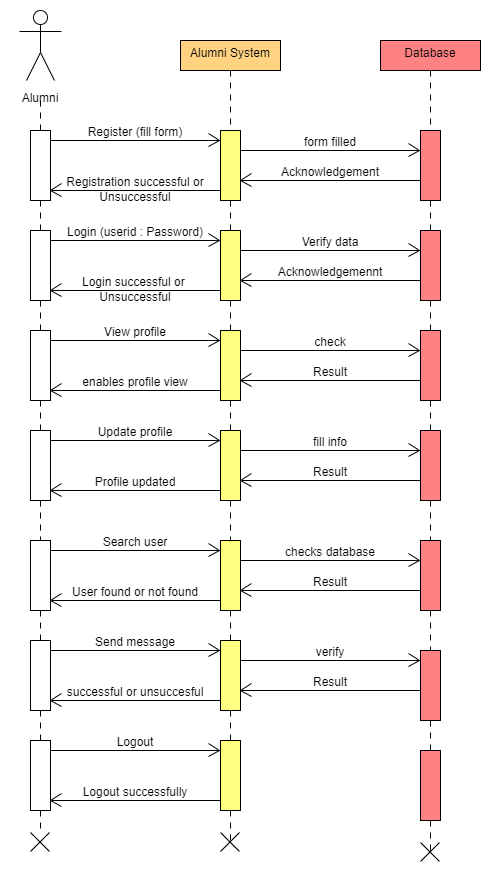 Alumni System
Database
Alumni
Register (fill form)
form filled
Acknowledgement
Registration successful or
Unsuccessful
Login (userid : Password)
Verify data
Acknowledgemennt
Login successful or
Unsuccessful
View profile
check
Result
enables profile view
Update profile
fill info
Result
Profile updated
Search user
checks database
Result
User found or not found
Send message
verify
Result
successful or unsuccesful
Logout
Logout successfully